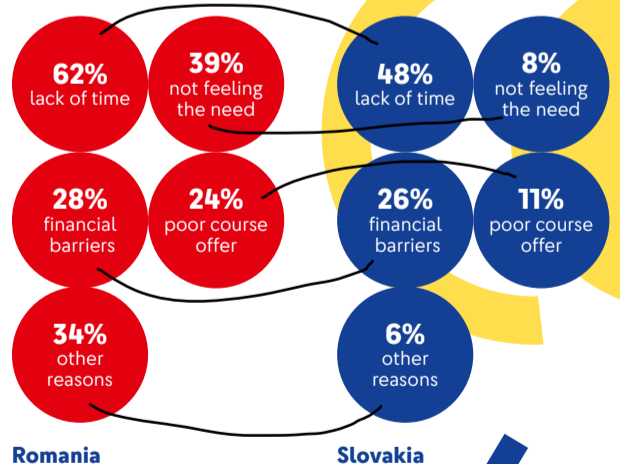 62%
lack of time
39%
not feeling
the need
48%
lack of time
8%
not feeling
the need
28%
financial
barriers
24%
poor course
offer
26%
financial
barriers
11%
poor course
offer
34%
other
reasons
6%
other
reasons
Romania
Slovakia